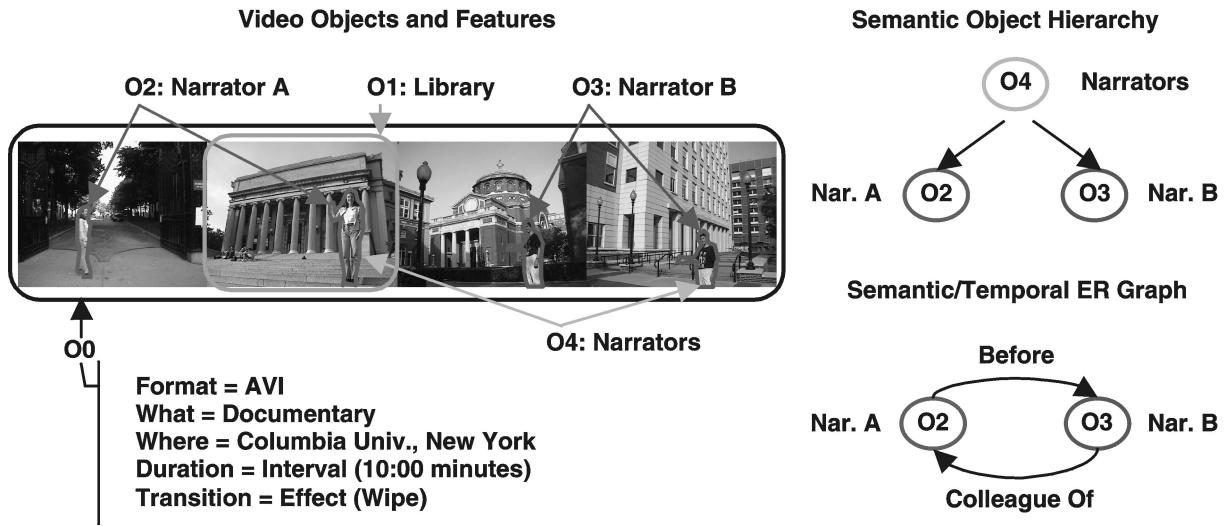 Video Objects and Features
O2: Narrator A
O1: Library
O3: Narrator B
O4: Narrators
O0
Format = AVI
What = Documentary
Where = Columbia Univ., New York
Duration = Interval (10:00 minutes)
Transition = Effect (Wipe)
Semantic Object Hierarchy
O4
Narrators
Nar. A
O2
O3
Nar. B
Semantic/Temporal ER Graph
Before
Nar. A
O2
O3
Nar. B
Colleague Of